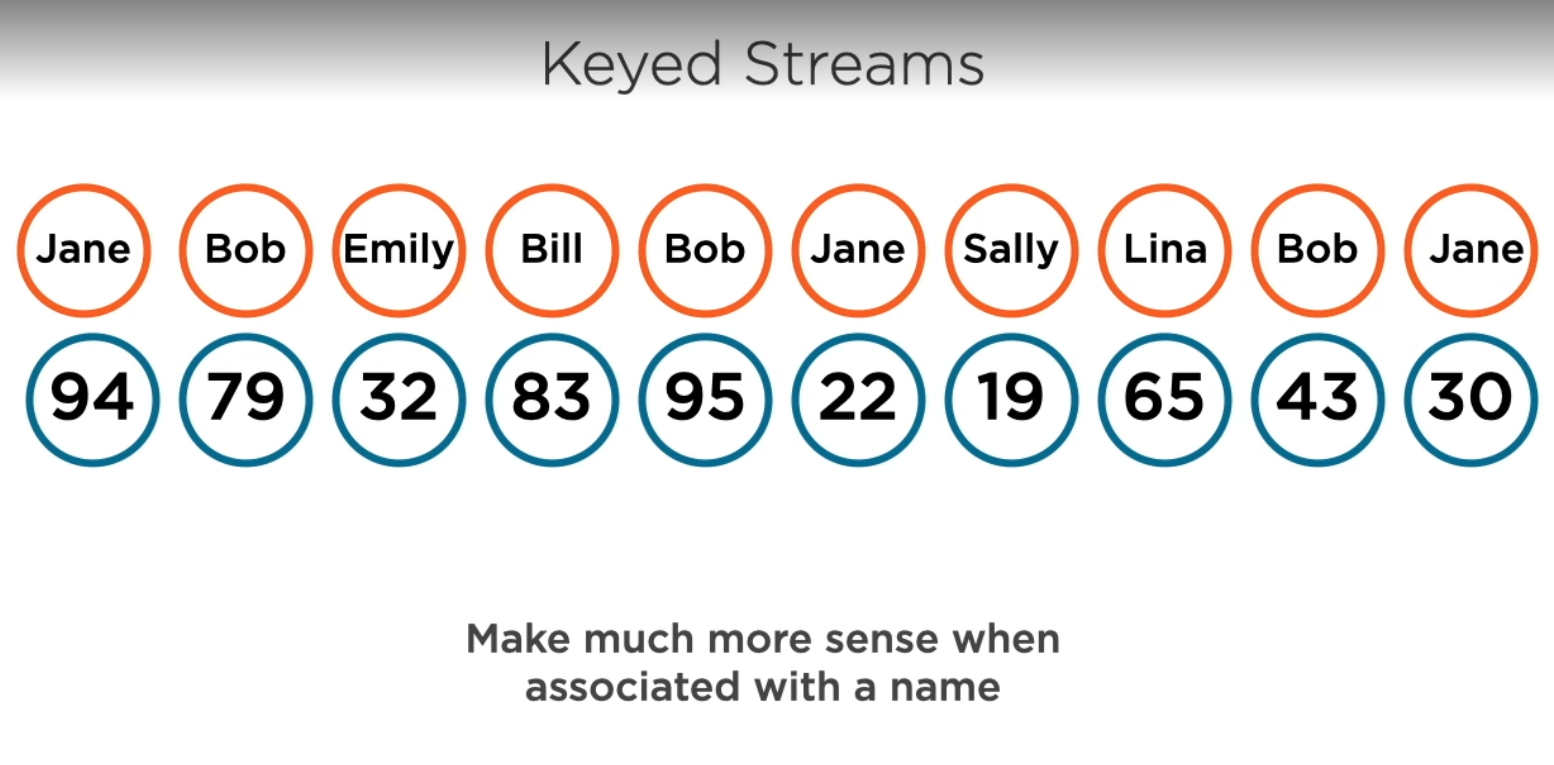 Keyed Streams
Jane Bob Emily Bill Bob Jane Sally Lina Bob Jane
94 79 32 83 95 22 19 65 43 30
Make much more sense when
associated with a name